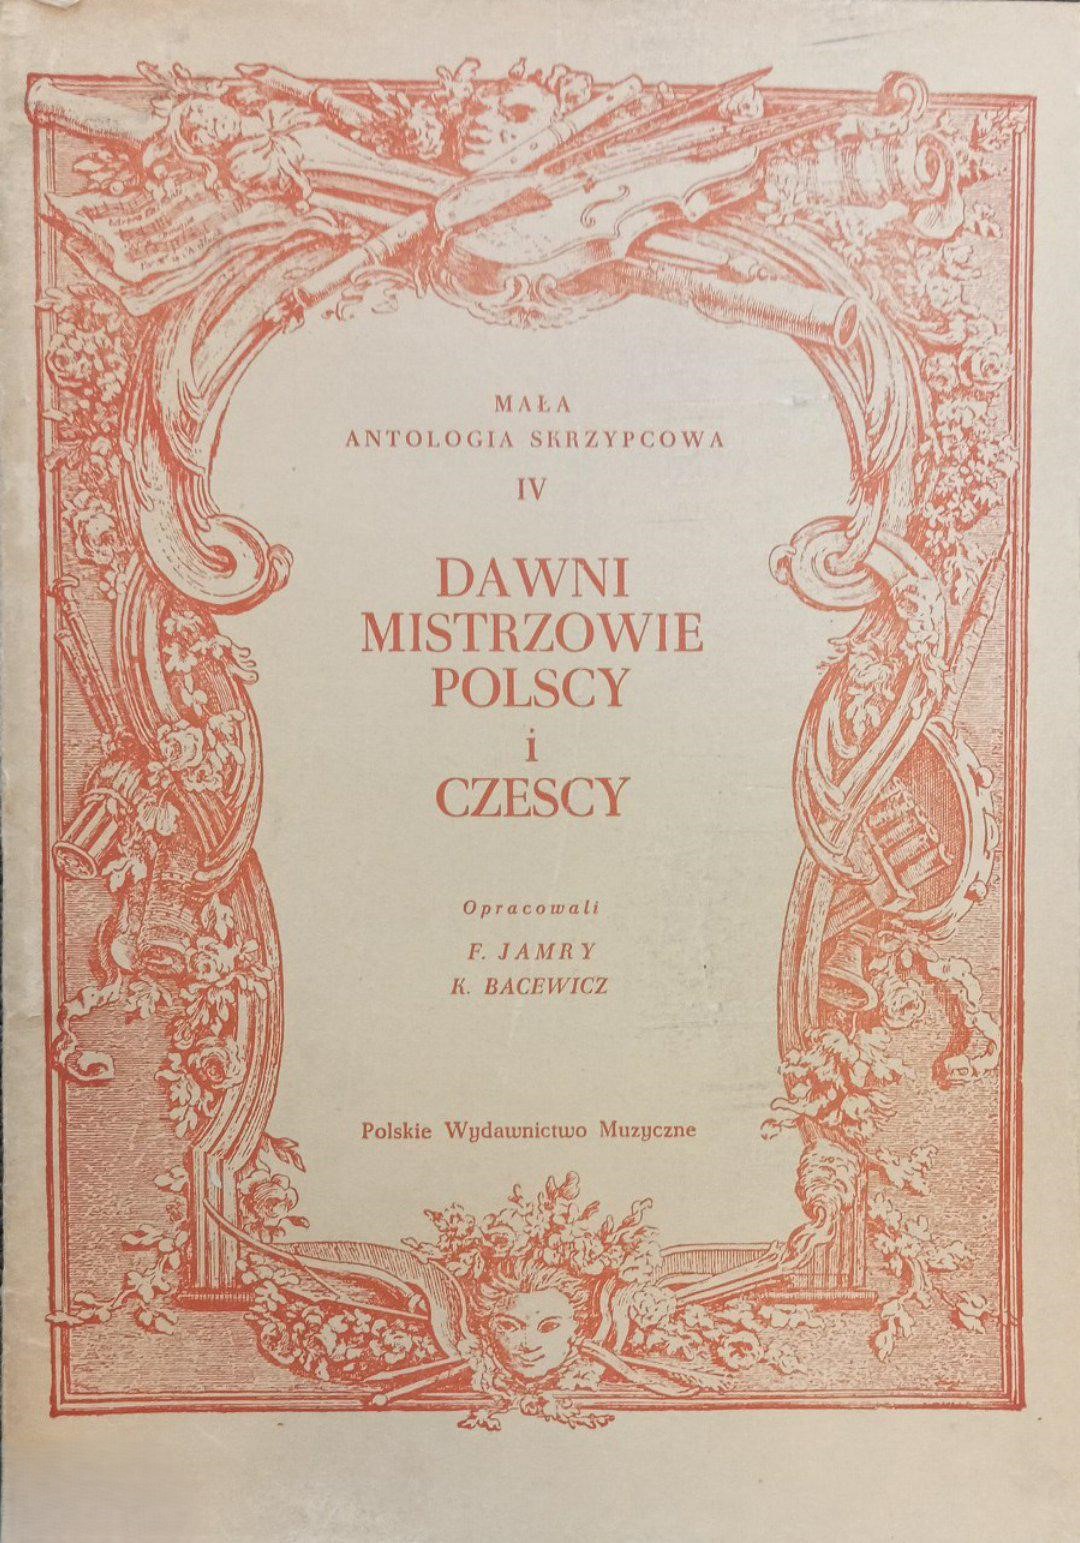 MAŁA
ANTOLOGIA SKRZYPCOWA
IV
DAWNI
MISTRZOWIE
POLSCY
i
CZESCY
Opracowali
F. JAMRY
K. BACEWICZ
Polskie Wydawnictwo Muzyczne